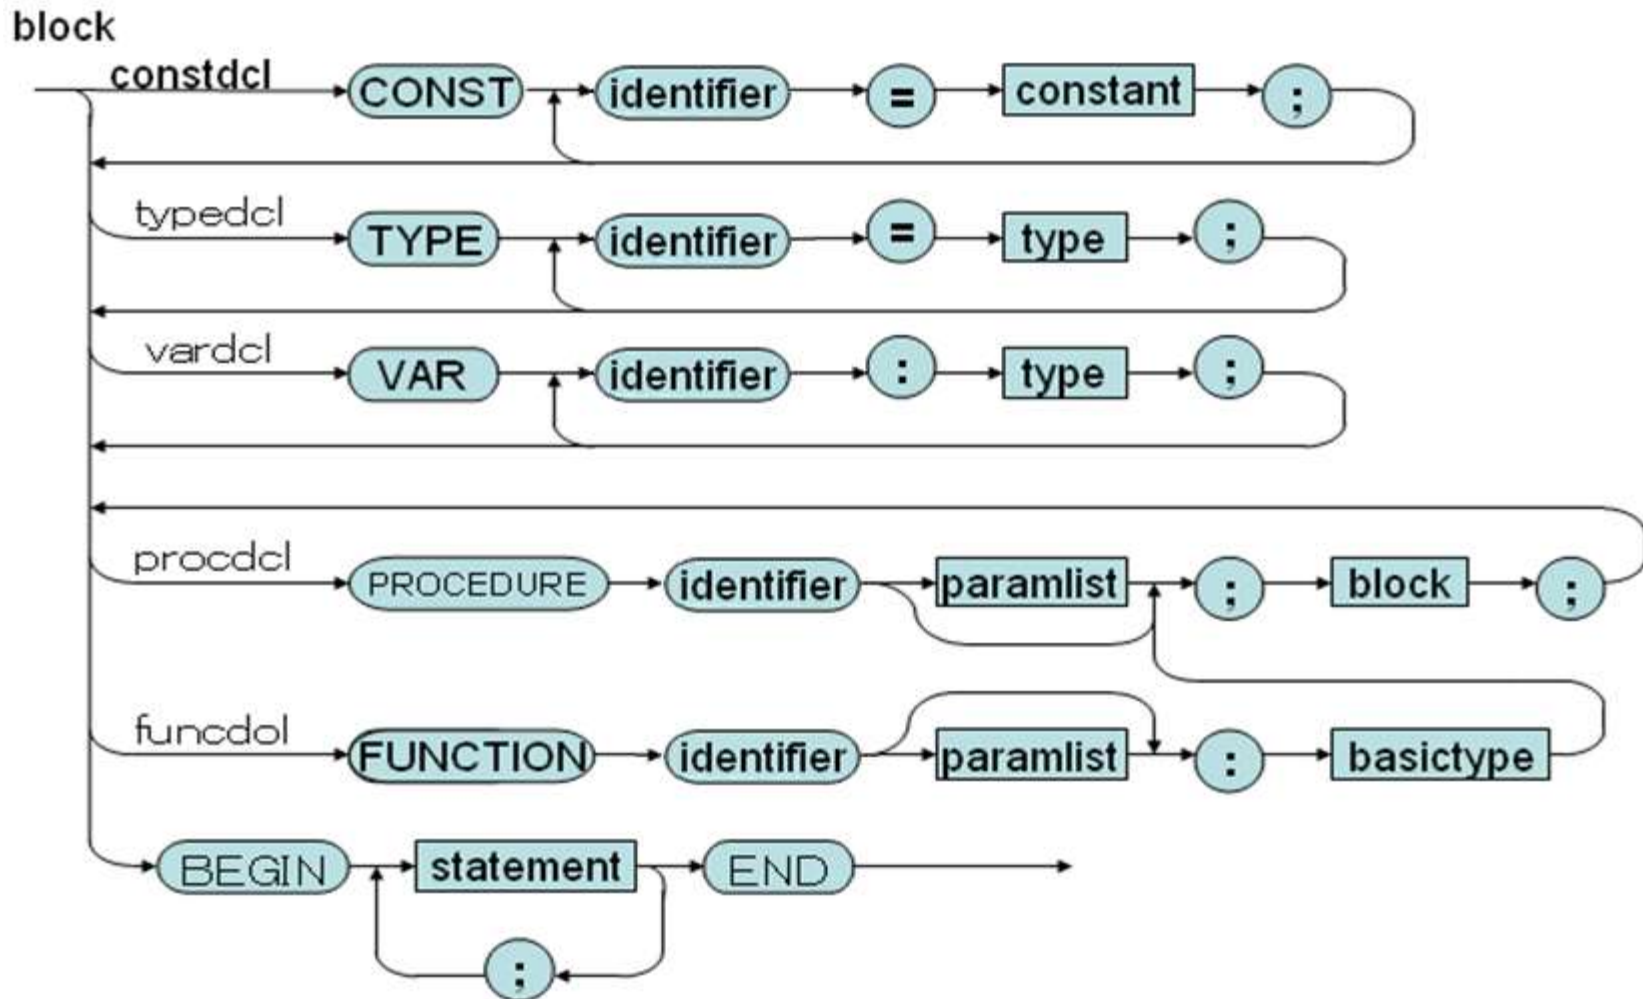 block
constdcl CONST identifier = constant ;
typedcl TYPE identifier = type ;
vardcl VAR identifier : type ;
procdcl PROCEDURE identifier paramlist ; block ;
funcdol FUNCTION identifier paramlist : basictype
BEGIN statement END
;